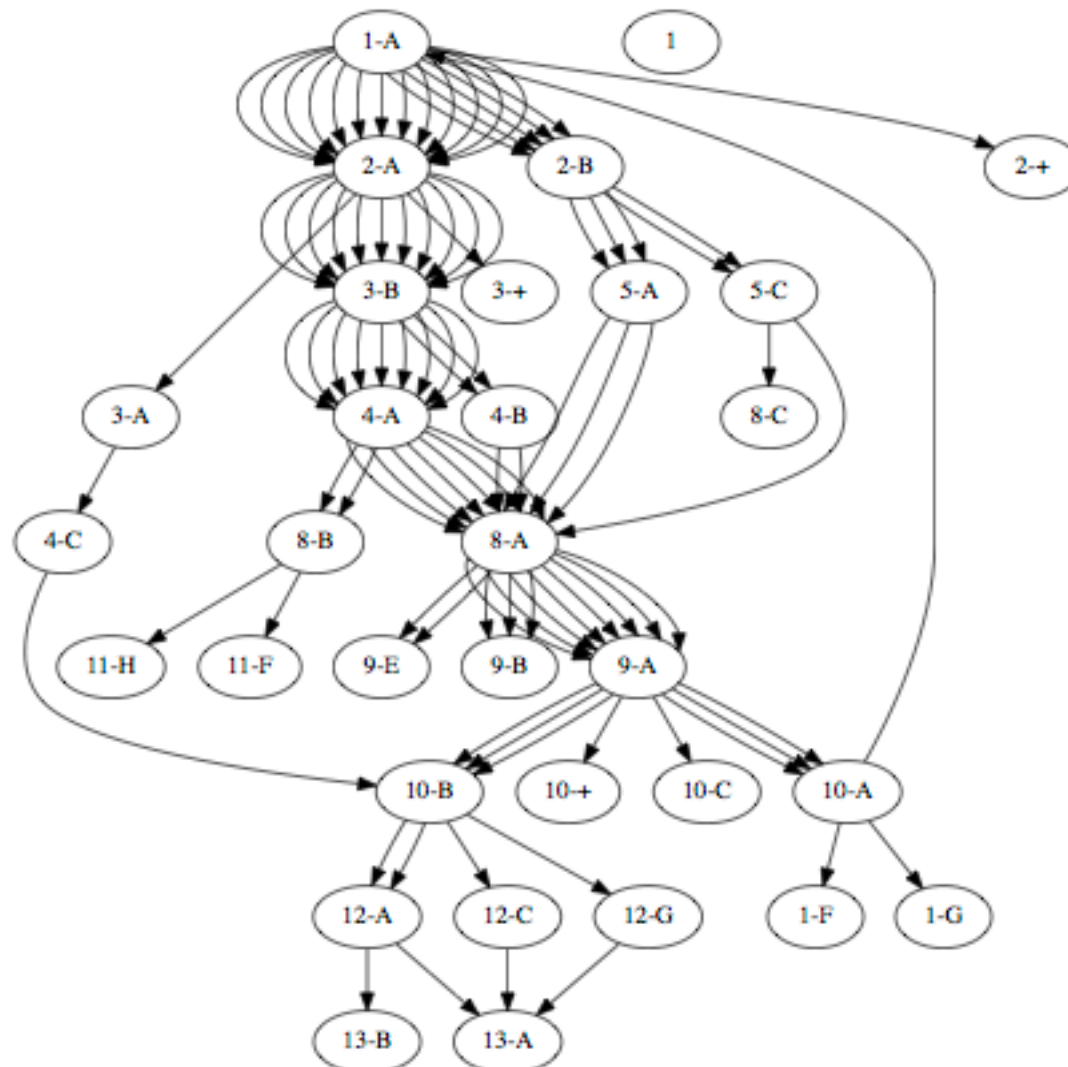 1-A
1
2-A
2-B
2-+
3-B
3-+
5-A
5-C
3-A
4-A
4-B
8-C
4-C
8-B
8-A
11-H
11-F
9-E
9-B
9-A
10-B
10-+
10-C
10-A
12-A
12-C
12-G
1-F
1-G
13-B
13-A